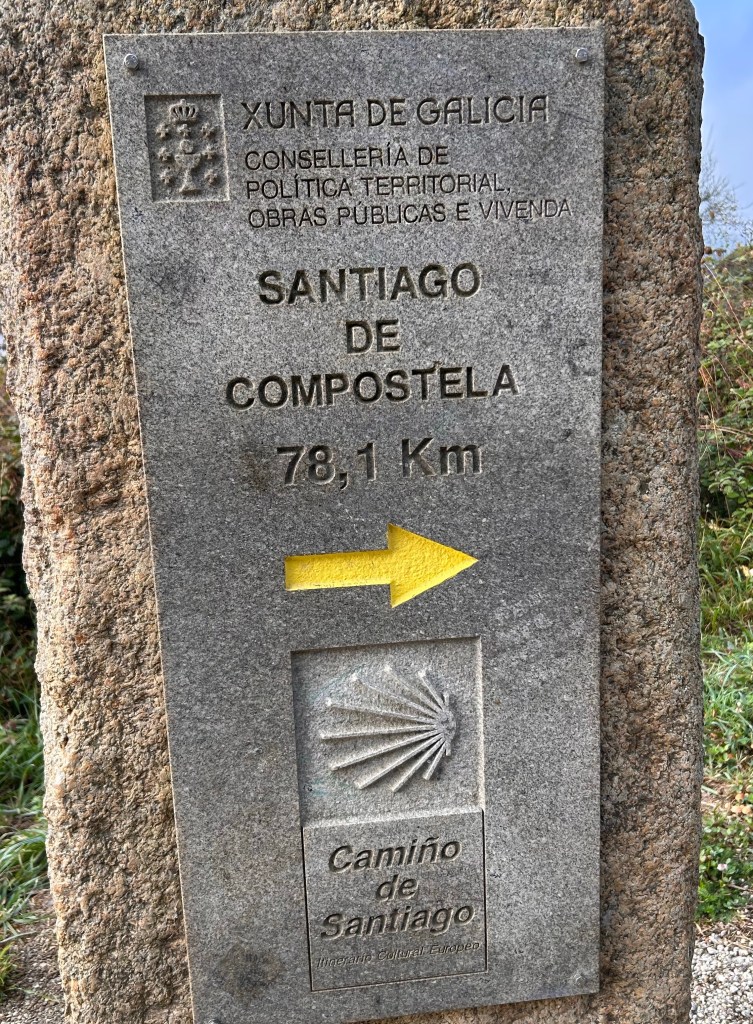 XUNTA DE GALICIA
CONSELLERÍA DE
POLÍTICA TERRITORIAL,
OBRAS PÚBLICAS E VIVENDA
SANTIAGO
DE
COMPOSTELA
78,1 Km
Camiño
de
Santiago
Itinerario Cultural Europeo